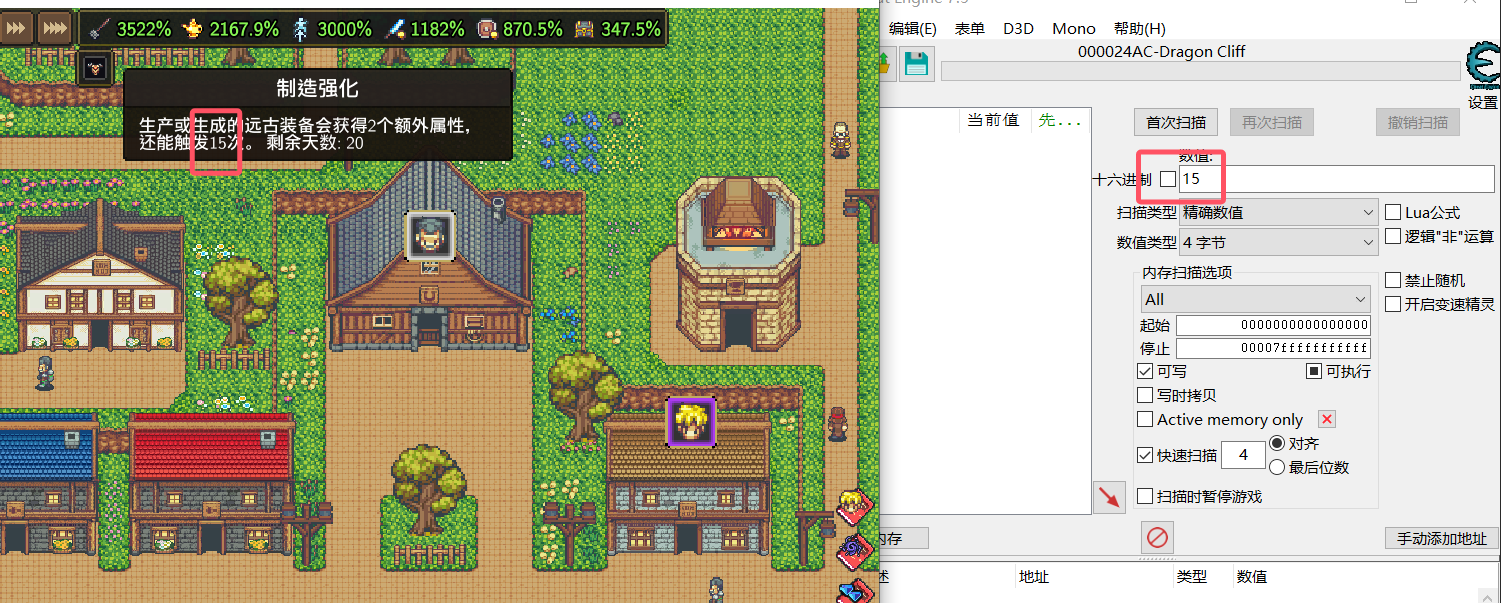 3522% 2167.9% 3000% 1182% 870.5% 347.5%
制造强化
生产或生成的远古装备会获得2个额外属性，
还能触发15次。 剩余天数: 20
编辑(E) 表单 D3D Mono 帮助(H)
000024AC-Dragon Cliff
设置
当前值 先...
首次扫描 再次扫描 撤销扫描
数值:
十六进制 15
扫描类型 精确数值 Lua公式
数值类型 4 字节 逻辑"非"运算
内存扫描选项
All
禁止随机
开启变速精灵
起始 0000000000000000
停止 00007fffffffffff
可写 可执行
写时拷贝
Active memory only
快速扫描 4 对齐
最后位数
扫描时暂停游戏
内存 手动添加地址
述 地址 类型 数值